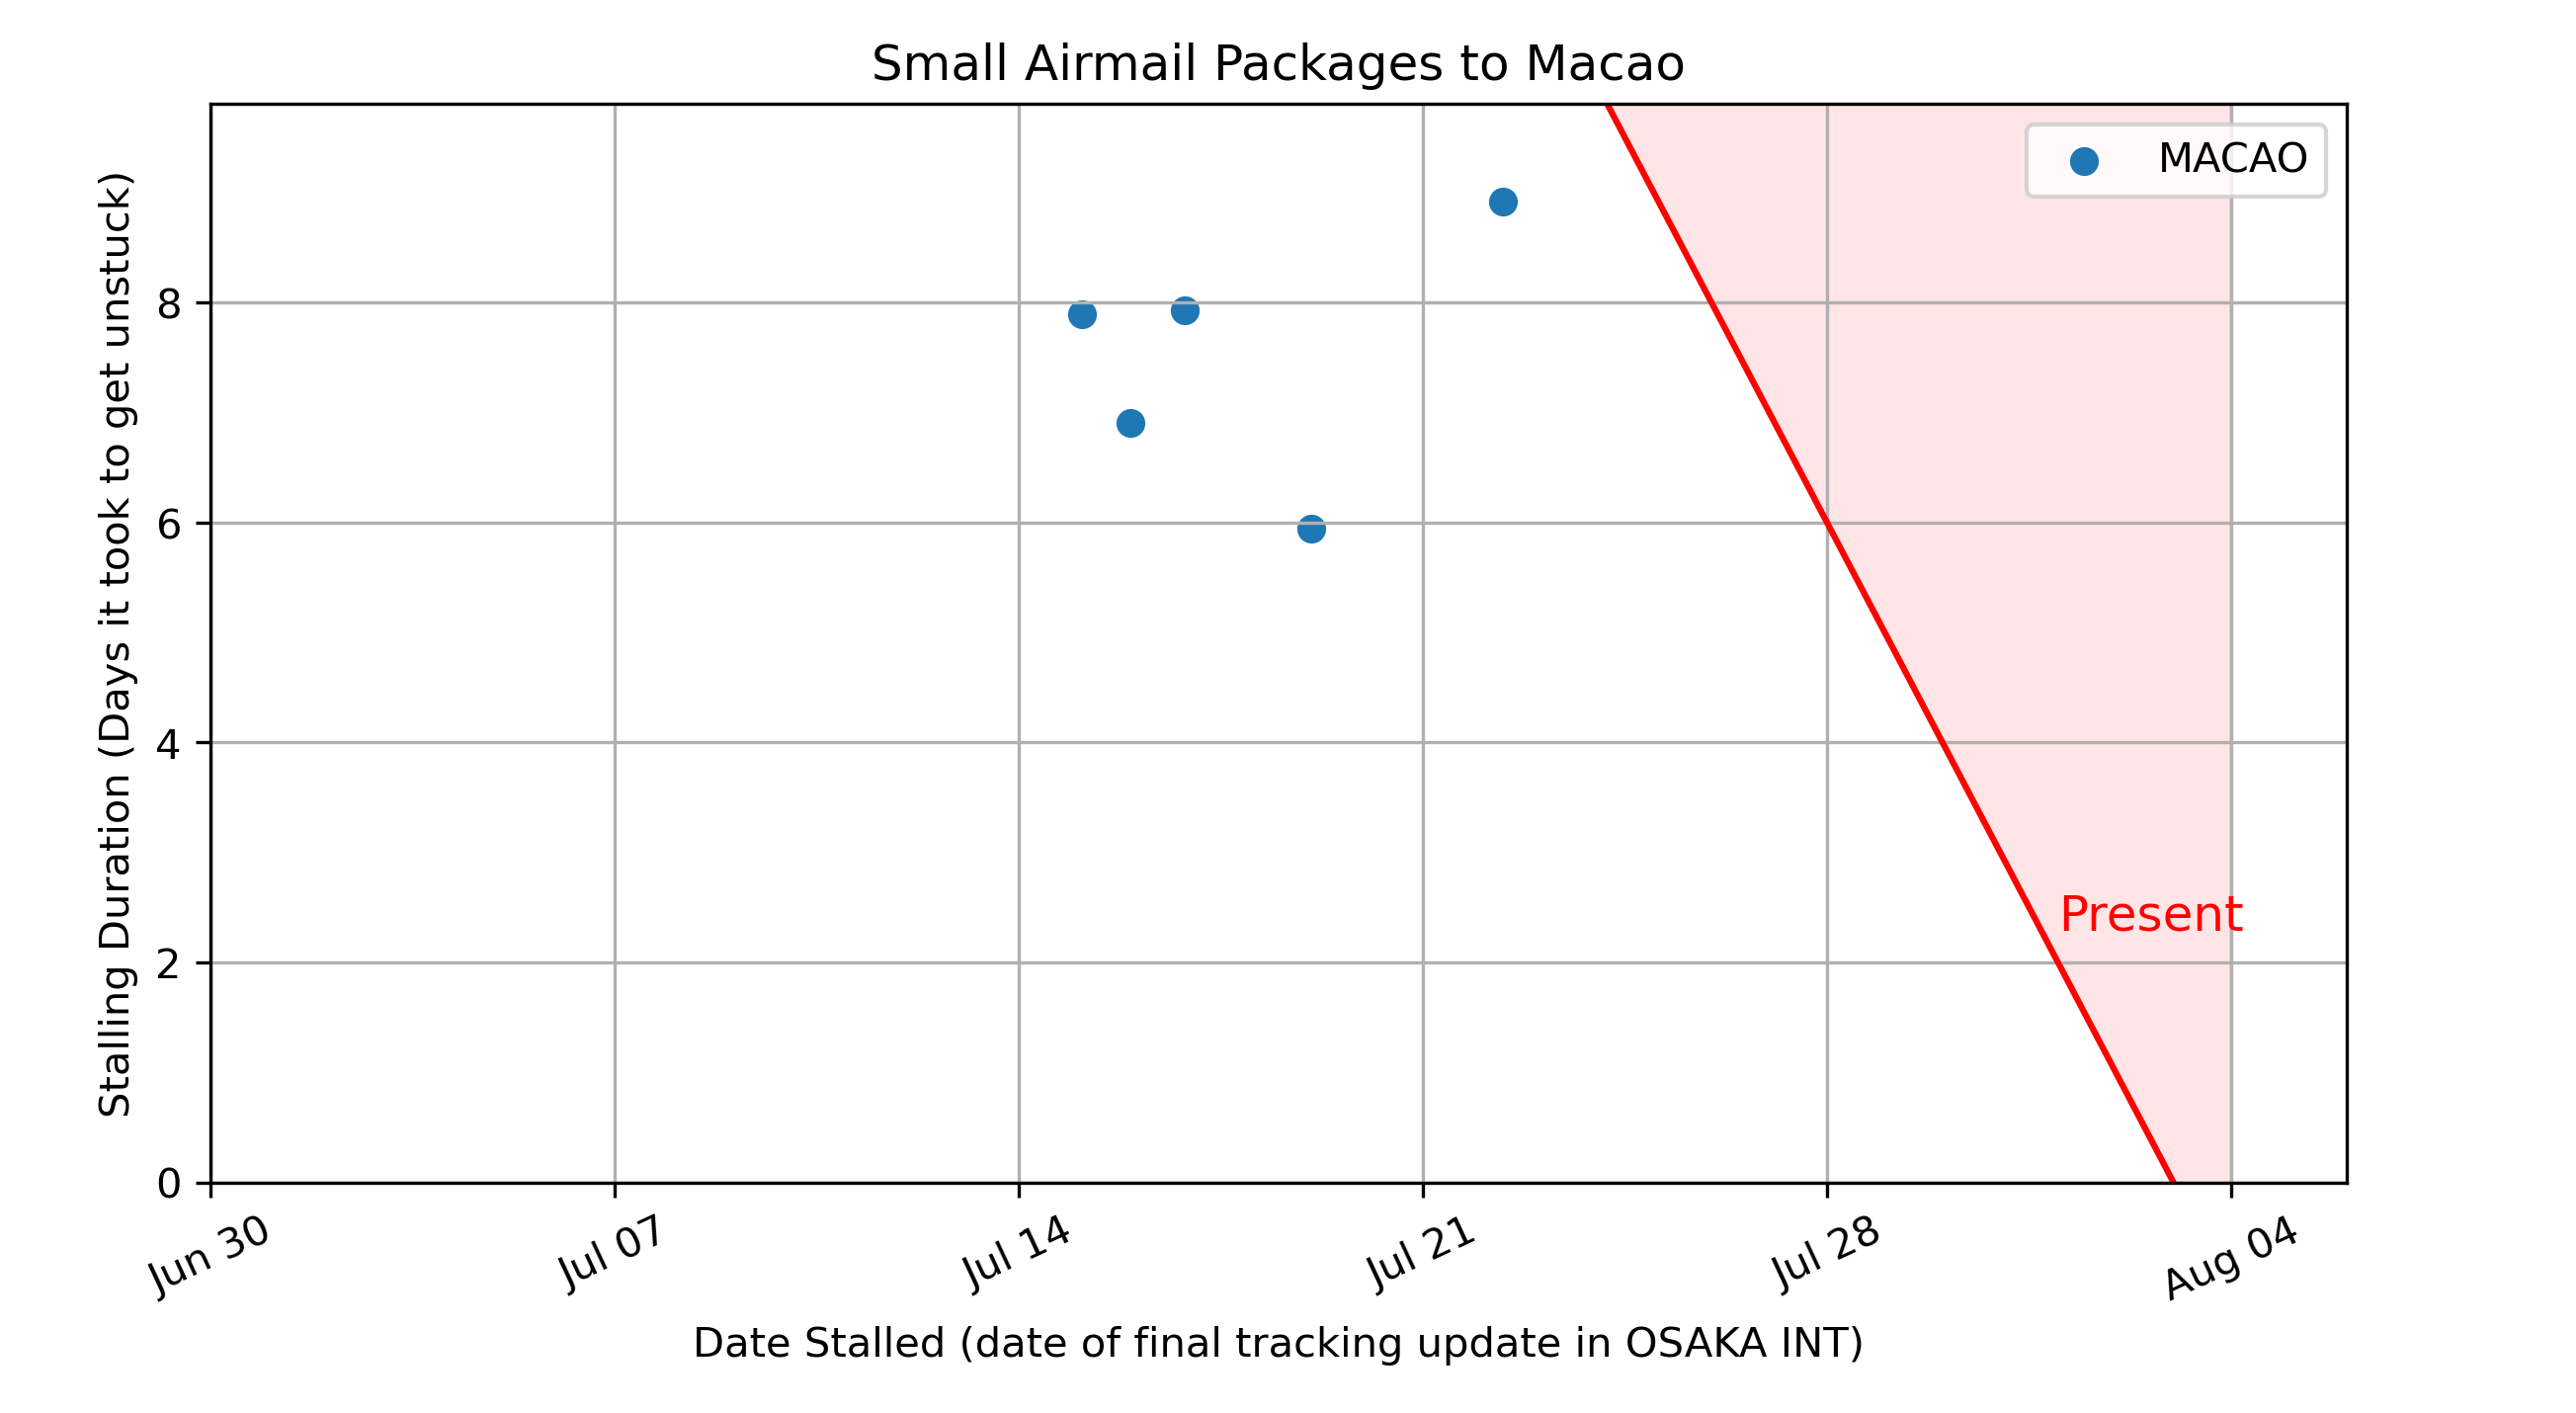 Small Airmail Packages to Macao
MACAO
Stalling Duration (Days it took to get unstuck)
8
6
4
2
0
Present
Jun 30
Jul 07
Jul 14
Jul 21
Jul 28
Aug 04
Date Stalled (date of final tracking update in OSAKA INT)